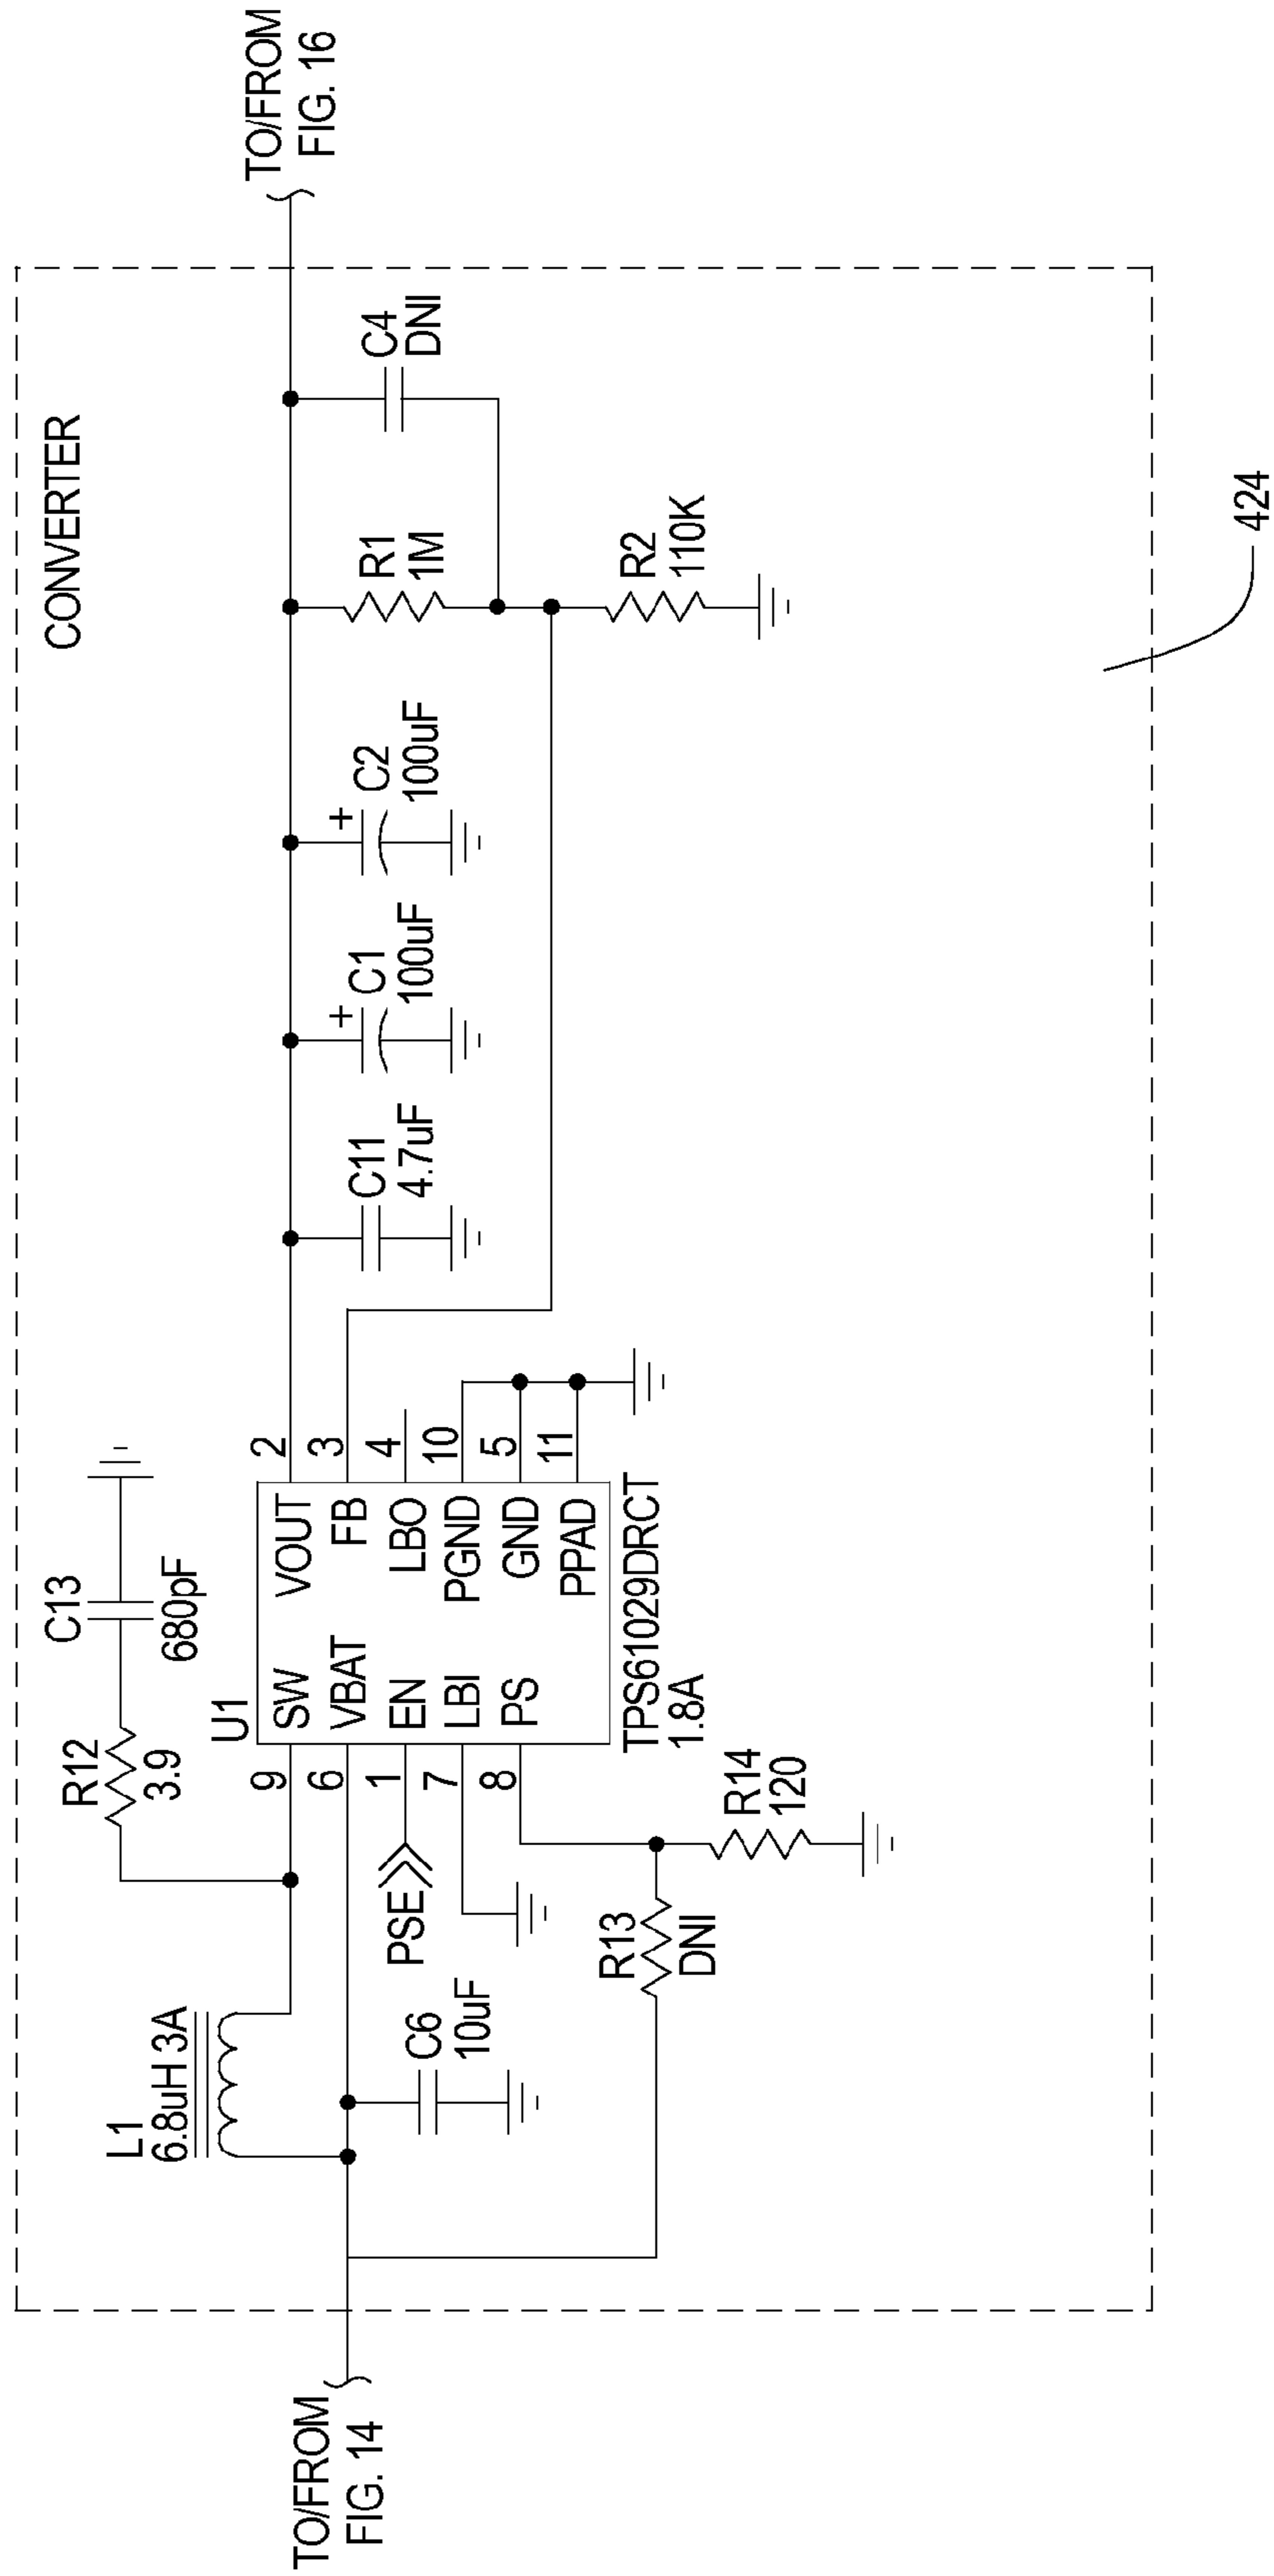 CONVERTER
TO/FROM
FIG. 14
TO/FROM
FIG. 16
L1
6.8uH 3A
R12
3.9
C13
680pF
C6
10uF
PSE
R13
DNI
R14
120
U1
9
6
1
7
8
SW
VBAT
EN
LBI
PS
VOUT
FB
LBO
PGND
GND
PPAD
2
3
4
10
5
11
TPS61029DRCT
1.8A
C11
4.7uF
+
C1
100uF
+
C2
100uF
R1
1M
C4
DNI
R2
110K
424